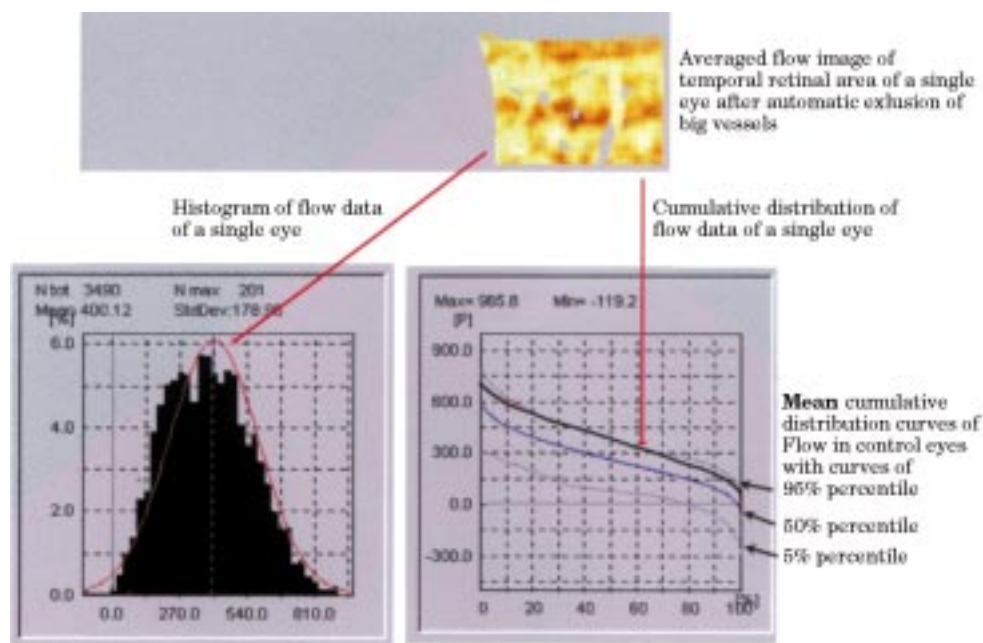 Averaged flow image of
temporal retinal area of a single
eye after automatic exlusion of
big vessels
Histogram of flow data
of a single eye
Cumulative distribution of
flow data of a single eye
N tot 3490 N max 201
Mean 400.12 StdDev:178.98
[%]
6.0
4.0
2.0
0.0
0.0 270.0 540.0 810.0
Max= 985.8 Min= -119.2
[F]
900.0
600.0
300.0
0.0
-300.0
0 20 40 60 80 100
Mean cumulative
distribution curves of
Flow in control eyes
with curves of
95% percentile
50% percentile
5% percentile